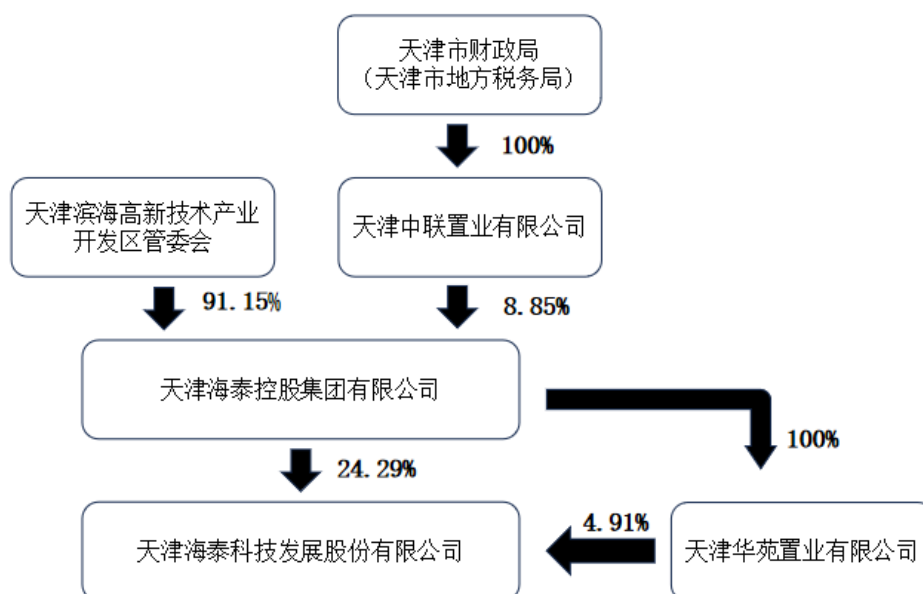 天津市财政局
（天津市地方税务局）
100%
天津滨海高新技术产业
开发区管委会
天津中联置业有限公司
91.15%
8.85%
天津海泰控股集团有限公司
100%
24.29%
天津海泰科技发展股份有限公司
4.91%
天津华苑置业有限公司